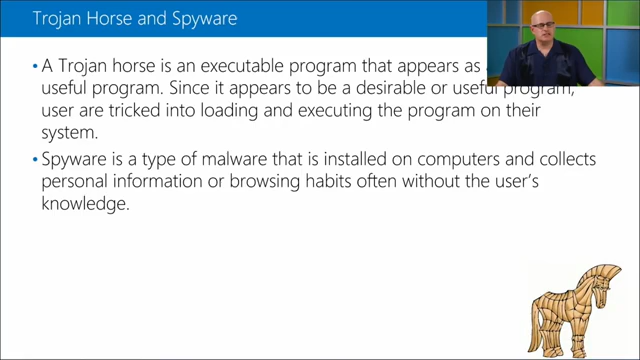 Trojan Horse and Spyware
• A Trojan horse is an executable program that appears as a
useful program. Since it appears to be a desirable or useful program,
user are tricked into loading and executing the program on their
system.
• Spyware is a type of malware that is installed on computers and collects
personal information or browsing habits often without the user's
knowledge.